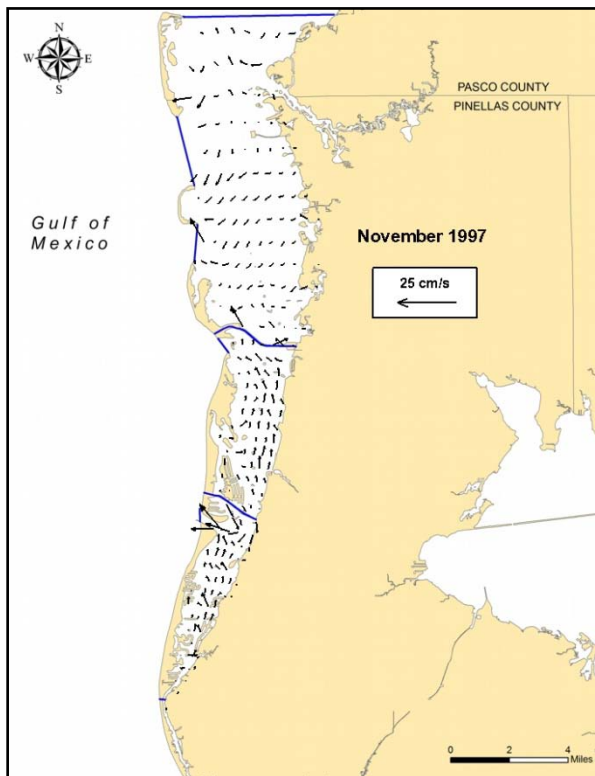 N
W E
S
PASCO COUNTY
PINELLAS COUNTY
Gulf of
Mexico
November 1997
25 cm/s
0 2 4
Miles